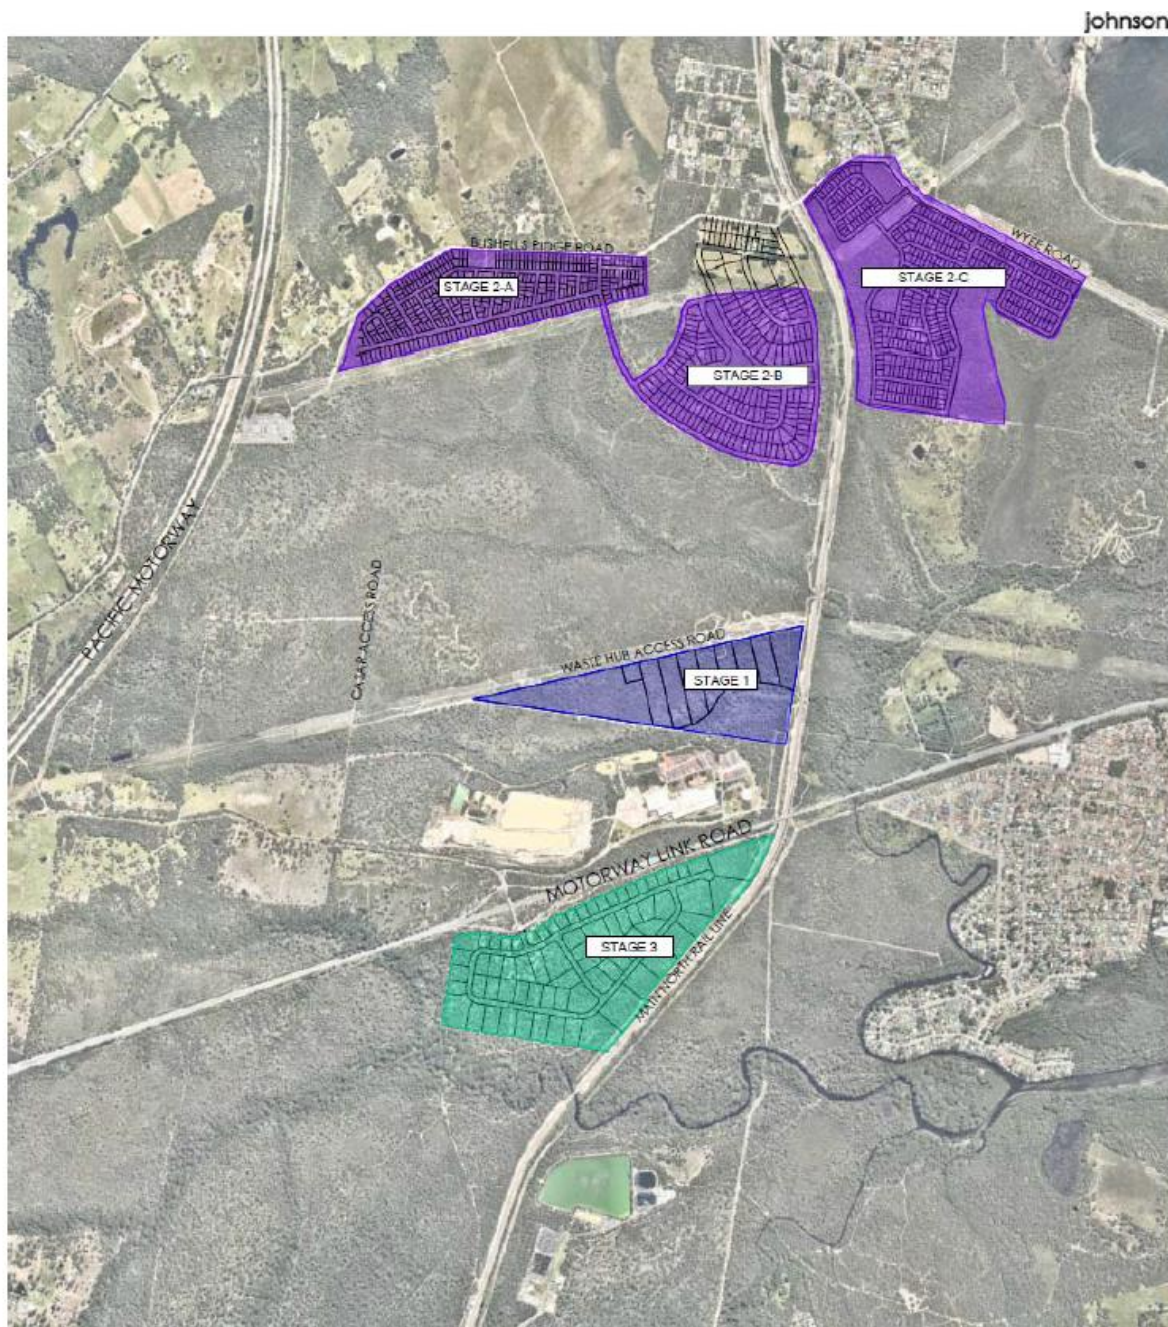 johnson
BUSHELLS RIDGE ROAD
WYEE ROAD
STAGE 2-A
STAGE 2-C
STAGE 2-B
PACIFIC MOTORWAY
CASAR ACCESS ROAD
WASTE HUB ACCESS ROAD
STAGE 1
MOTORWAY LINK ROAD
STAGE 3
MAIN NORTH RAIL LINE